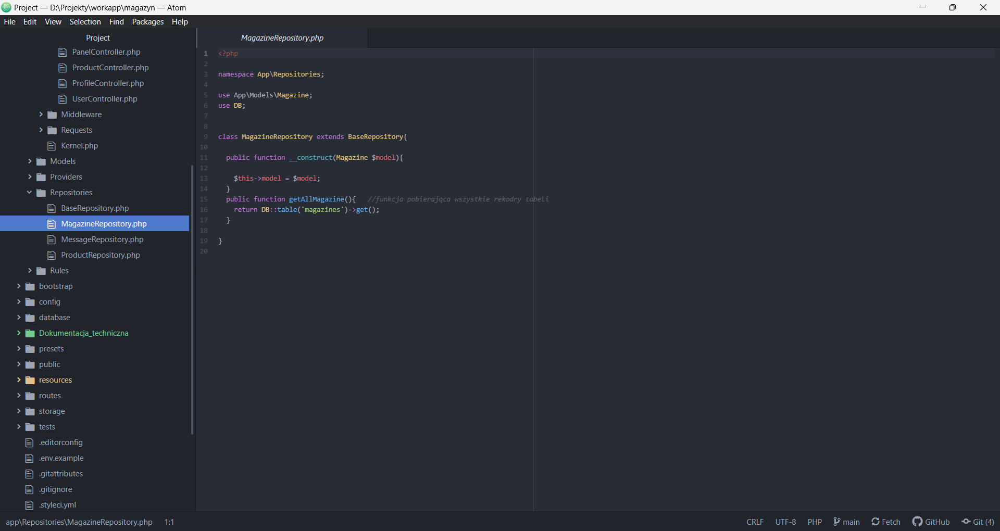 Project — D:\Projekty\workapp\magazyn — Atom
File Edit View Selection Find Packages Help
Project
PanelController.php
ProductController.php
ProfileController.php
UserController.php
Middleware
Requests
Kernel.php
Models
Providers
Repositories
BaseRepository.php
MagazineRepository.php
MessageRepository.php
ProductRepository.php
Rules
bootstrap
config
database
Dokumentacja_techniczna
presets
public
resources
routes
storage
tests
.editorconfig
.env.example
.gitattributes
.gitignore
.styleci.yml
MagazineRepository.php
1 <?php
2
3 namespace App\Repositories;
4
5 use App\Models\Magazine;
6 use DB;
7
8
9 class MagazineRepository extends BaseRepository{
10
11 public function __construct(Magazine $model){
12
13 $this->model = $model;
14 }
15 public function getAllMagazine(){ //funkcja pobierająca wszystkie rekodry tabeli
16 return DB::table('magazines')->get();
17 }
18
19 }
20
app\Repositories\MagazineRepository.php 1:1 CRLF UTF-8 PHP main Fetch GitHub Git (4)